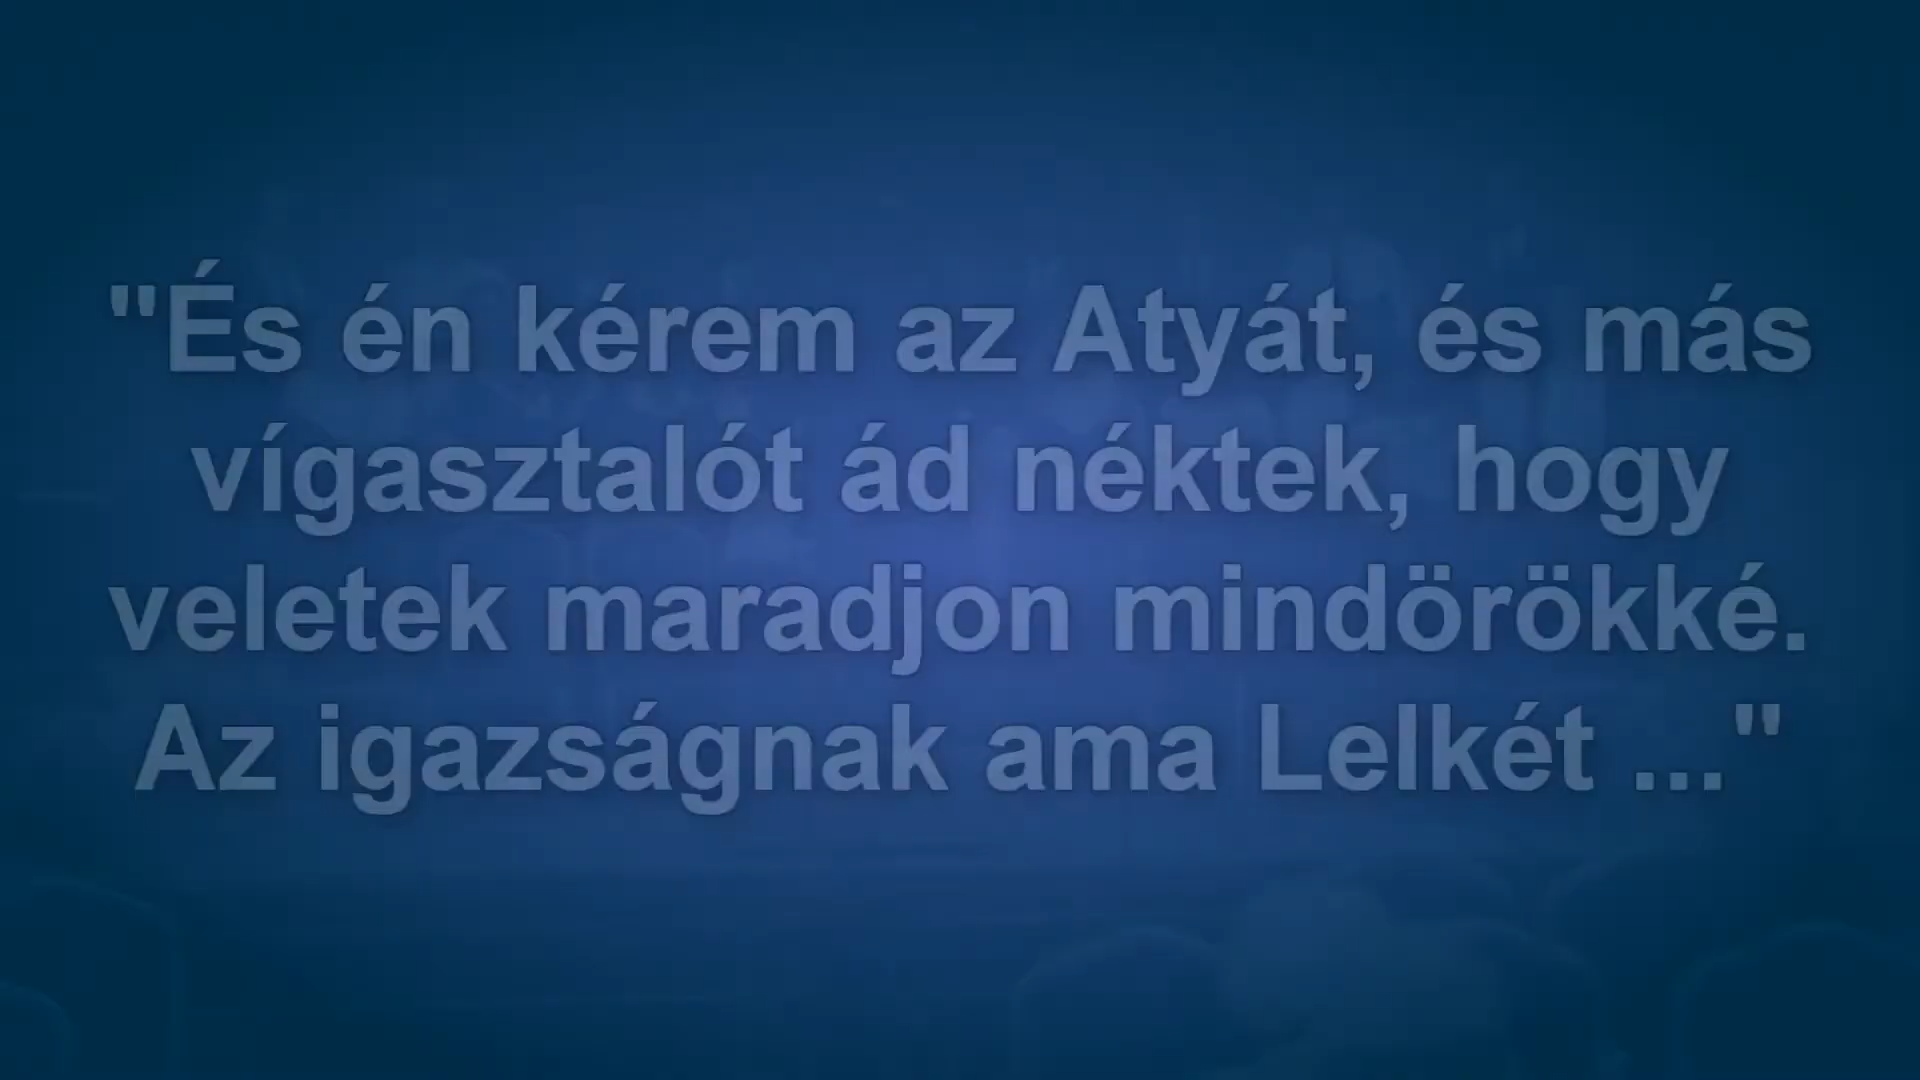 "És én kérem az Atyát, és más
vígasztalót ád néktek, hogy
veletek maradjon mindörökké.
Az igazságnak ama Lelkét ..."